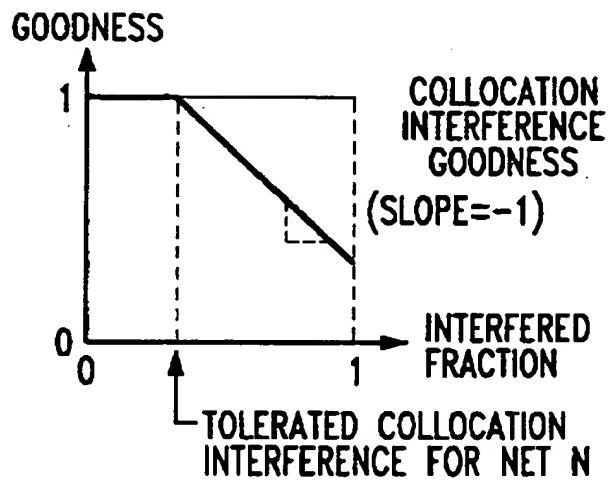 GOODNESS
1
COLLOCATION
INTERFERENCE
GOODNESS
(SLOPE=-1)
0
0
1
INTERFERED
FRACTION
TOLERATED COLLOCATION
INTERFERENCE FOR NET N